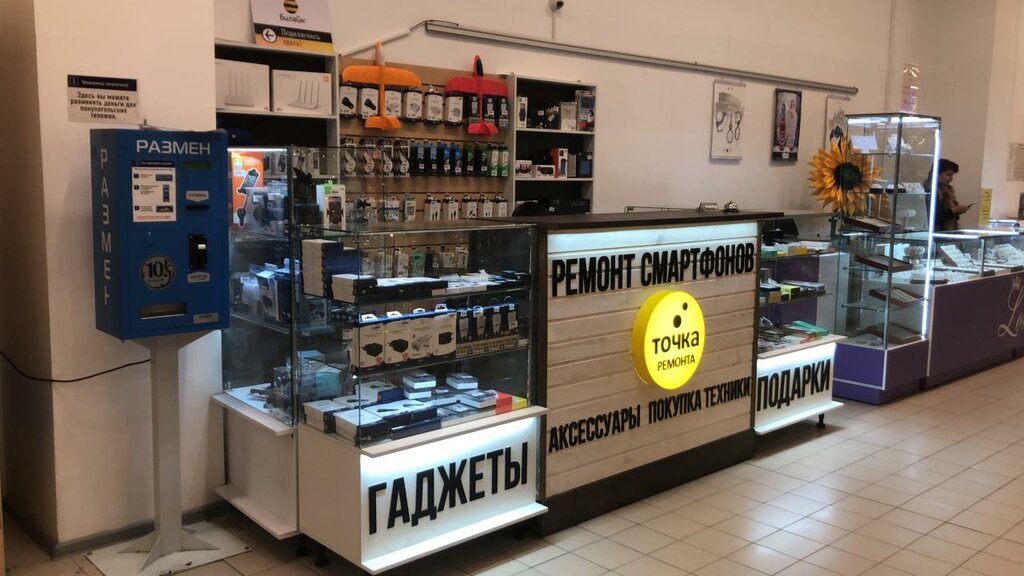 Билайн
Подключись
здесь!
Уважаемые покупатели!
Здесь вы можете
разменять деньги для
покупательских
тележек.
РАЗМЕН
РАЗМЕН
10
РЕМОНТ СМАРТФОНОВ
точка
РЕМОНТА
АКСЕССУАРЫ ПОКУПКА ТЕХНИКИ
ГАДЖЕТЫ
ПОДАРКИ